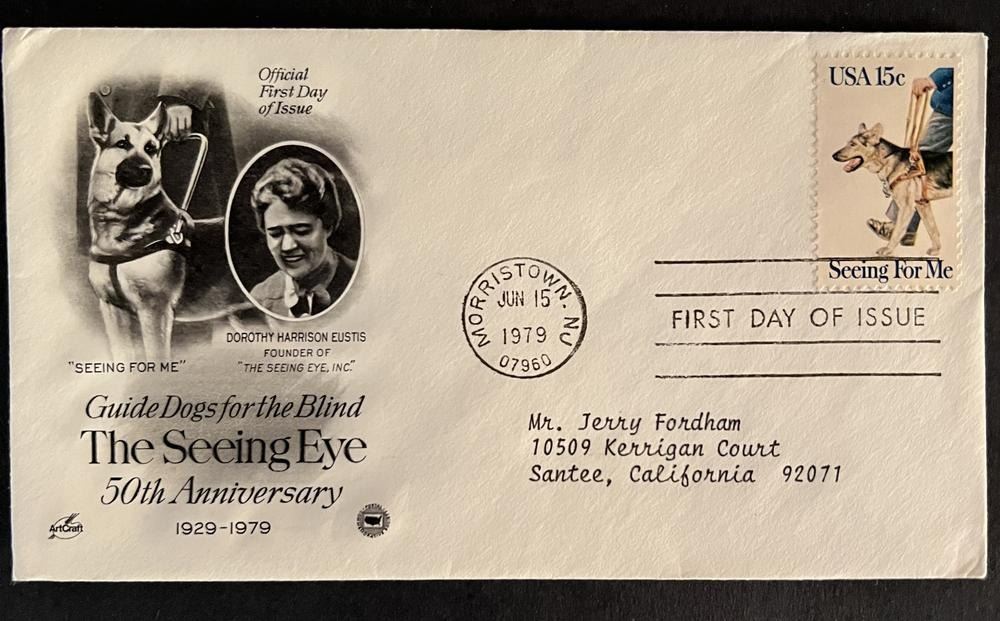 Official
First Day
of Issue
DOROTHY HARRISON EUSTIS
FOUNDER OF
"THE SEEING EYE, INC."
"SEEING FOR ME"
Guide Dogs for the Blind
The Seeing Eye
50th Anniversary
1929-1979
ArtCraft
USA 15c
Seeing For Me
MORRISTOWN, NJ
JUN 15
1979
07960
FIRST DAY OF ISSUE
Mr. Jerry Fordham
10509 Kerrigan Court
Santee, California 92071